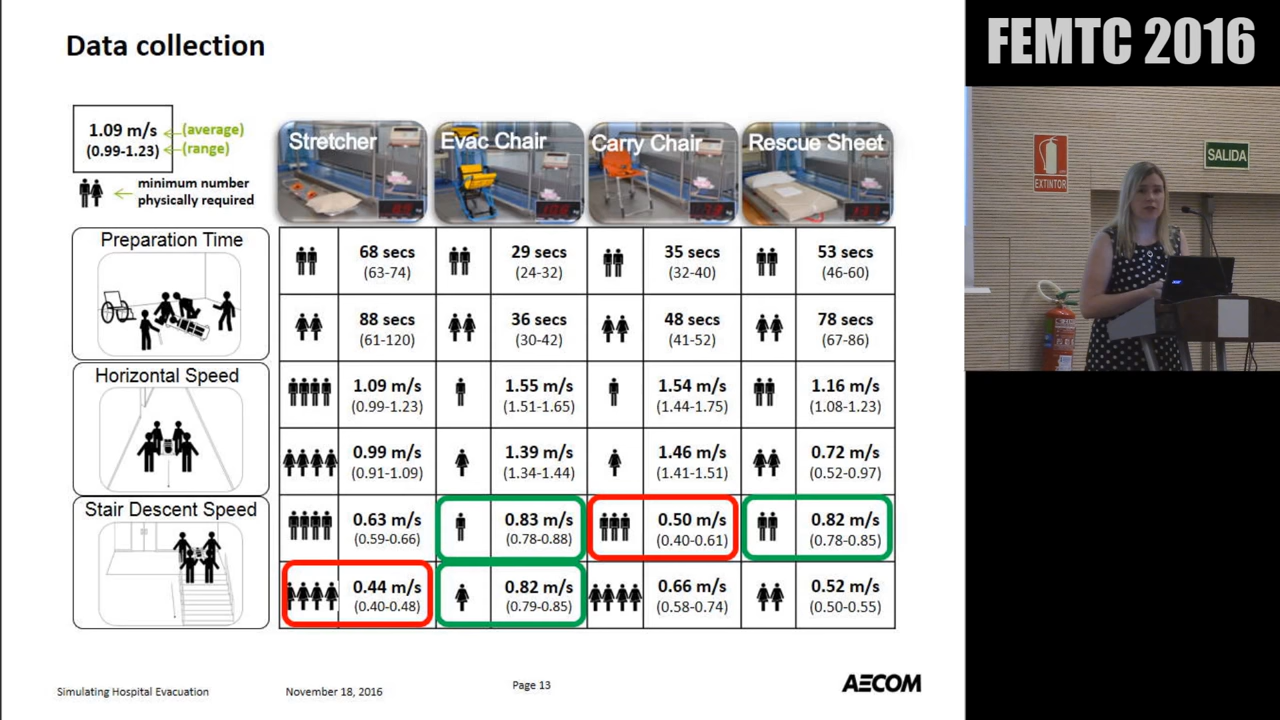 Data collection
FEMTC 2016
1.09 m/s (average)
(0.99-1.23) (range)
minimum number
physically required
Stretcher
Evac Chair
Carry Chair
Rescue Sheet
SALIDA
EXTINTOR
Preparation Time
68 secs
(63-74)
29 secs
(24-32)
35 secs
(32-40)
53 secs
(46-60)
88 secs
(61-120)
36 secs
(30-42)
48 secs
(41-52)
78 secs
(67-86)
Horizontal Speed
1.09 m/s
(0.99-1.23)
1.55 m/s
(1.51-1.65)
1.54 m/s
(1.44-1.75)
1.16 m/s
(1.08-1.23)
0.99 m/s
(0.91-1.09)
1.39 m/s
(1.34-1.44)
1.46 m/s
(1.41-1.51)
0.72 m/s
(0.52-0.97)
Stair Descent Speed
0.63 m/s
(0.59-0.66)
0.83 m/s
(0.78-0.88)
0.50 m/s
(0.40-0.61)
0.82 m/s
(0.78-0.85)
0.44 m/s
(0.40-0.48)
0.82 m/s
(0.79-0.85)
0.66 m/s
(0.58-0.74)
0.52 m/s
(0.50-0.55)
Simulating Hospital Evacuation
November 18, 2016
Page 13
AECOM